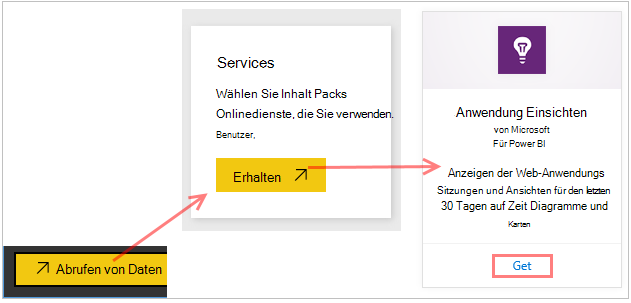 Abrufen von Daten
Services
Wählen Sie Inhalt Packs
Onlinedienste, die Sie verwenden.
Benutzer,
Erhalten
Anwendung Einsichten
von Microsoft
Für Power BI
Anzeigen der Web-Anwendungs
Sitzungen und Ansichten für den letzten
30 Tagen auf Zeit Diagramme und
Karten
Get